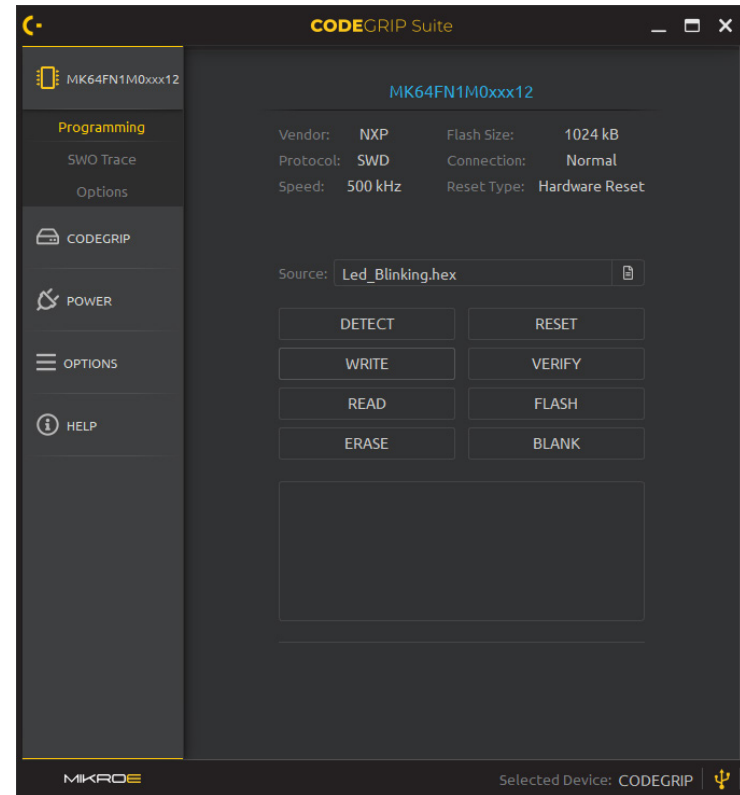 CODEGRIP Suite
MK64FN1M0xxx12
Programming
SWO Trace
Options
CODEGRIP
POWER
OPTIONS
HELP
MK64FN1M0xxx12
Vendor: NXP Flash Size: 1024 kB
Protocol: SWD Connection: Normal
Speed: 500 kHz Reset Type: Hardware Reset
Source: Led_Blinking.hex
DETECT RESET
WRITE VERIFY
READ FLASH
ERASE BLANK
MIKROE Selected Device: CODEGRIP